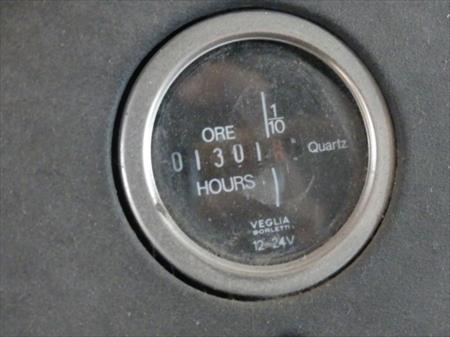 1/10
ORE
01301
Quartz
HOURS
VEGLIA
BORLETTI
12-24V